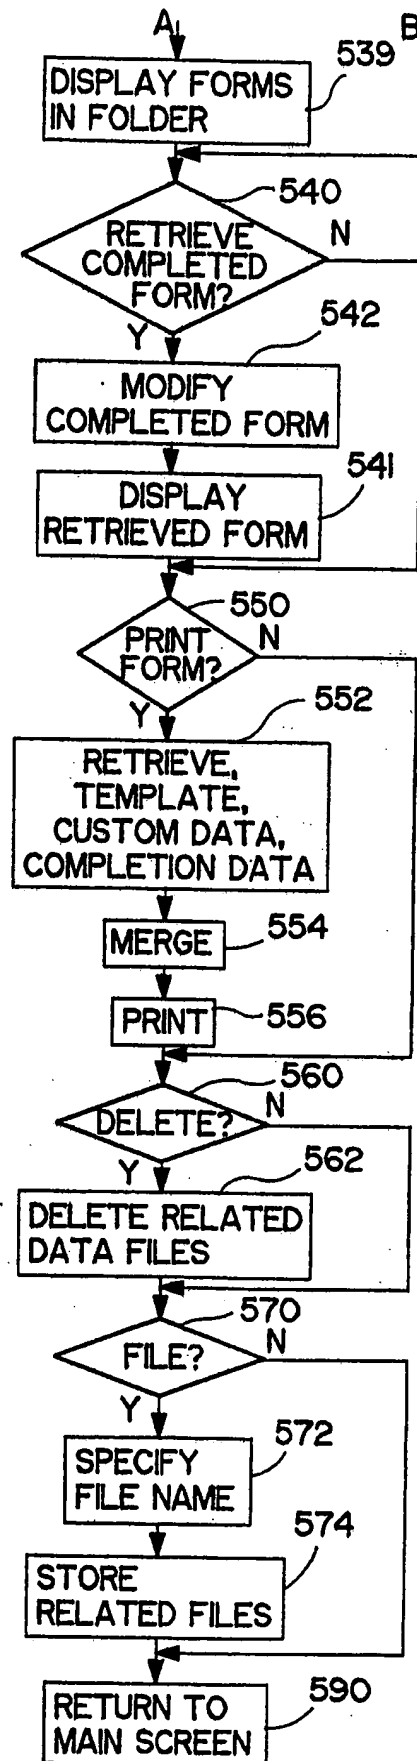 A B
539
DISPLAY FORMS
IN FOLDER
540
RETRIEVE
COMPLETED
FORM?
N
Y
542
MODIFY
COMPLETED FORM
541
DISPLAY
RETRIEVED FORM
550
PRINT
FORM?
N
Y
552
RETRIEVE,
TEMPLATE,
CUSTOM DATA,
COMPLETION DATA
MERGE
554
PRINT
556
560
DELETE?
N
Y
562
DELETE RELATED
DATA FILES
570
FILE?
N
Y
572
SPECIFY
FILE NAME
574
STORE
RELATED FILES
590
RETURN TO
MAIN SCREEN